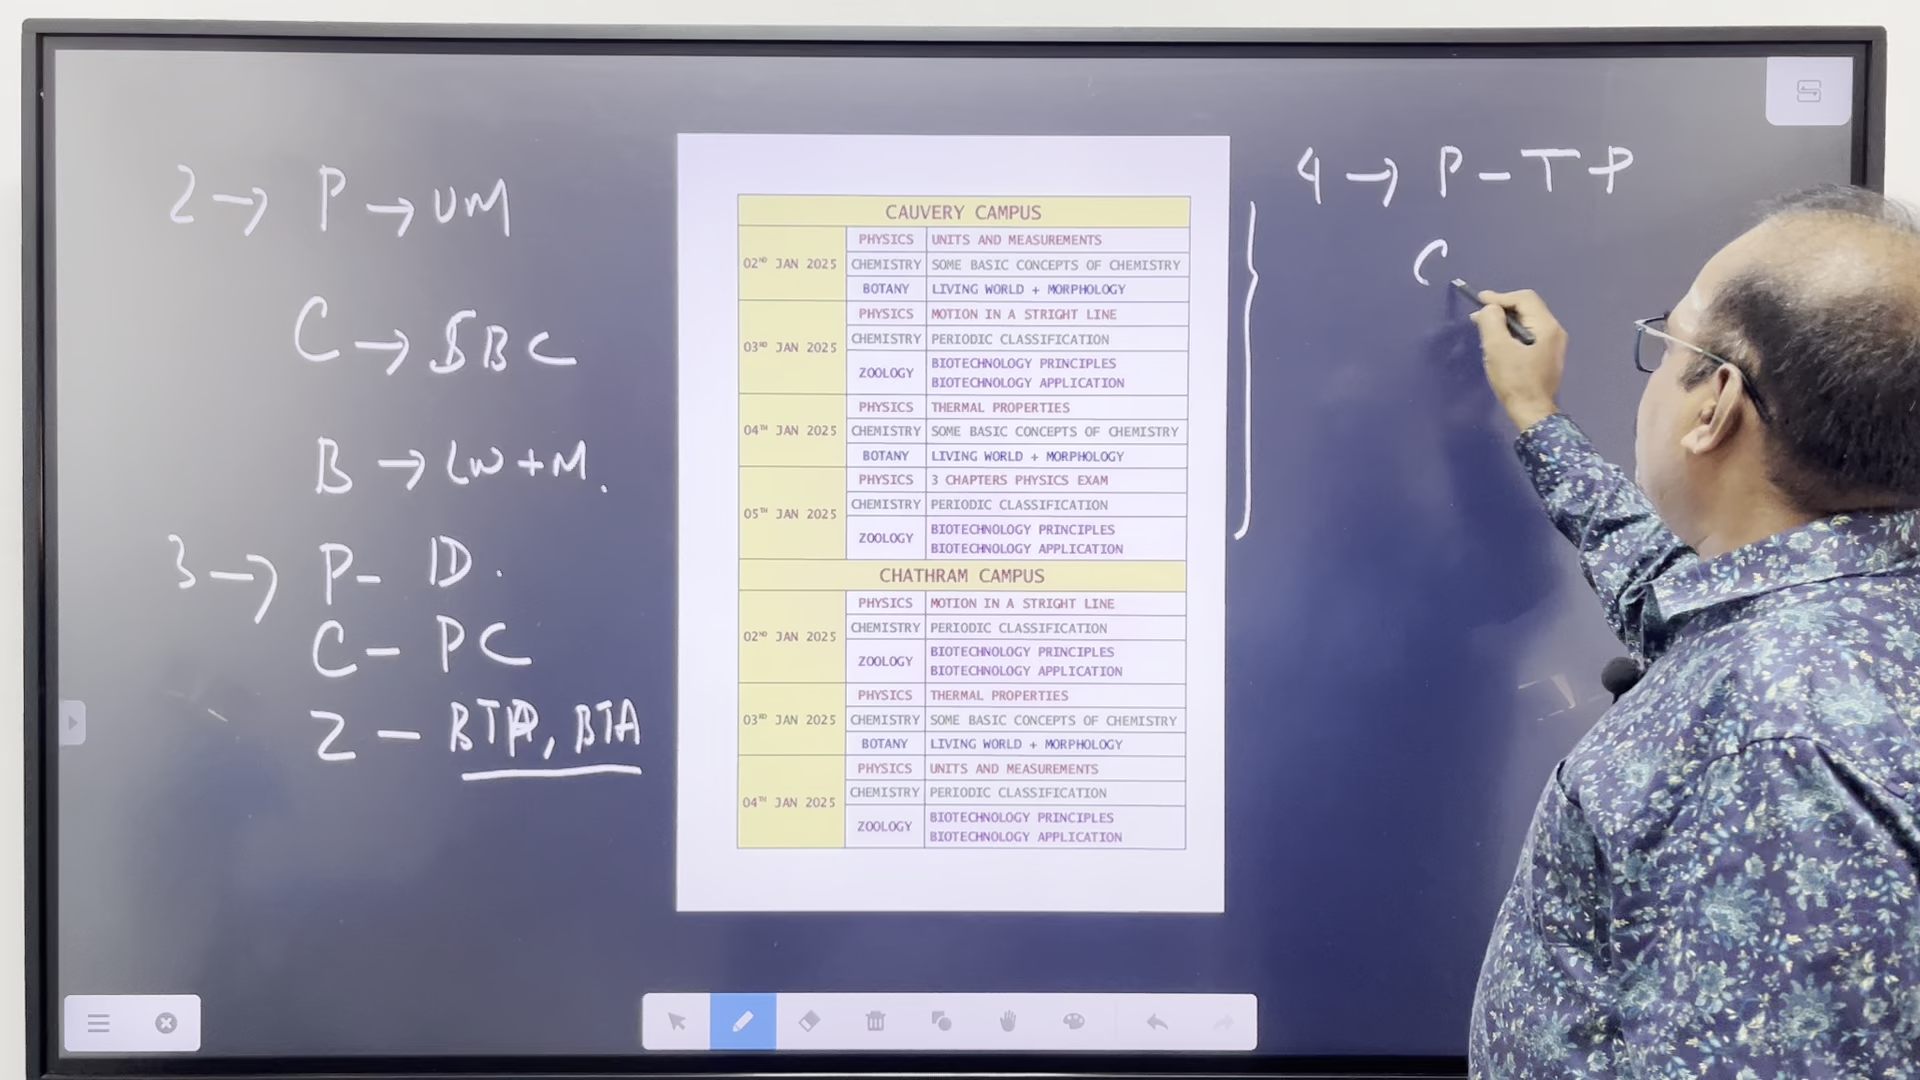 2 → P → UM
C → SBC
B → LW + M.
3 → P - 1D.
C - PC
Z - BTP, BTA
CAUVERY CAMPUS
02ND JAN 2025
PHYSICS UNITS AND MEASUREMENTS
CHEMISTRY SOME BASIC CONCEPTS OF CHEMISTRY
BOTANY LIVING WORLD + MORPHOLOGY
03RD JAN 2025
PHYSICS MOTION IN A STRIGHT LINE
CHEMISTRY PERIODIC CLASSIFICATION
ZOOLOGY BIOTECHNOLOGY PRINCIPLES
BIOTECHNOLOGY APPLICATION
04TH JAN 2025
PHYSICS THERMAL PROPERTIES
CHEMISTRY SOME BASIC CONCEPTS OF CHEMISTRY
BOTANY LIVING WORLD + MORPHOLOGY
05TH JAN 2025
PHYSICS 3 CHAPTERS PHYSICS EXAM
CHEMISTRY PERIODIC CLASSIFICATION
ZOOLOGY BIOTECHNOLOGY PRINCIPLES
BIOTECHNOLOGY APPLICATION
CHATHRAM CAMPUS
02ND JAN 2025
PHYSICS MOTION IN A STRIGHT LINE
CHEMISTRY PERIODIC CLASSIFICATION
ZOOLOGY BIOTECHNOLOGY PRINCIPLES
BIOTECHNOLOGY APPLICATION
03RD JAN 2025
PHYSICS THERMAL PROPERTIES
CHEMISTRY SOME BASIC CONCEPTS OF CHEMISTRY
BOTANY LIVING WORLD + MORPHOLOGY
04TH JAN 2025
PHYSICS UNITS AND MEASUREMENTS
CHEMISTRY PERIODIC CLASSIFICATION
ZOOLOGY BIOTECHNOLOGY PRINCIPLES
BIOTECHNOLOGY APPLICATION
4 → P - TP
C